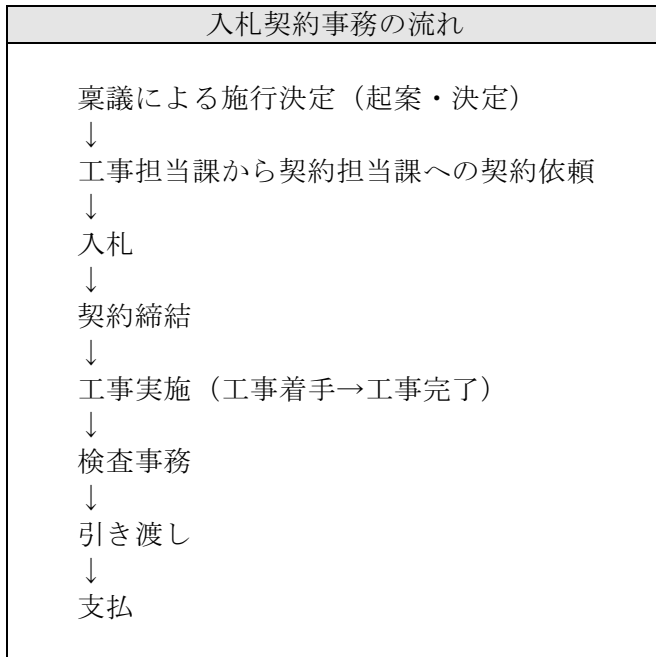 入札契約事務の流れ
稟議による施行決定（起案・決定）
↓
工事担当課から契約担当課への契約依頼
↓
入札
↓
契約締結
↓
工事実施（工事着手→工事完了）
↓
検査事務
↓
引き渡し
↓
支払